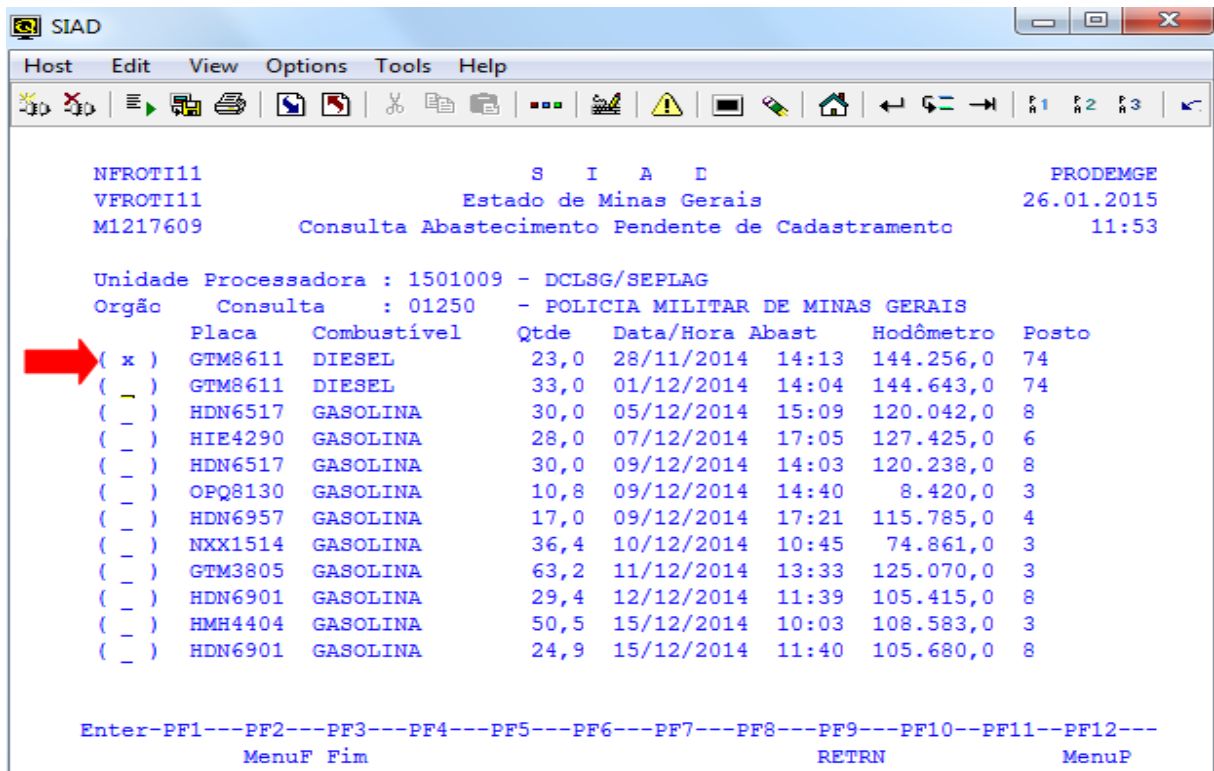 SIAD
Host Edit View Options Tools Help
NFROTI11 S I A D PRODEMGE
VFROTI11 Estado de Minas Gerais 26.01.2015
M1217609 Consulta Abastecimento Pendente de Cadastramento 11:53
Unidade Processadora : 1501009 - DCLSG/SEPLAG
Orgão Consulta : 01250 - POLICIA MILITAR DE MINAS GERAIS
Placa Combustível Qtde Data/Hora Abast Hodômetro Posto
( x ) GTM8611 DIESEL 23,0 28/11/2014 14:13 144.256,0 74
( _ ) GTM8611 DIESEL 33,0 01/12/2014 14:04 144.643,0 74
( _ ) HDN6517 GASOLINA 30,0 05/12/2014 15:09 120.042,0 8
( _ ) HIE4290 GASOLINA 28,0 07/12/2014 17:05 127.425,0 6
( _ ) HDN6517 GASOLINA 30,0 09/12/2014 14:03 120.238,0 8
( _ ) OPQ8130 GASOLINA 10,8 09/12/2014 14:40 8.420,0 3
( _ ) HDN6957 GASOLINA 17,0 09/12/2014 17:21 115.785,0 4
( _ ) NXX1514 GASOLINA 36,4 10/12/2014 10:45 74.861,0 3
( _ ) GTM3805 GASOLINA 63,2 11/12/2014 13:33 125.070,0 3
( _ ) HDN6901 GASOLINA 29,4 12/12/2014 11:39 105.415,0 8
( _ ) HMH4404 GASOLINA 50,5 15/12/2014 10:03 108.583,0 3
( _ ) HDN6901 GASOLINA 24,9 15/12/2014 11:40 105.680,0 8
Enter-PF1---PF2---PF3---PF4---PF5---PF6---PF7---PF8---PF9---PF10--PF11--PF12---
MenuF Fim RETRN MenuP